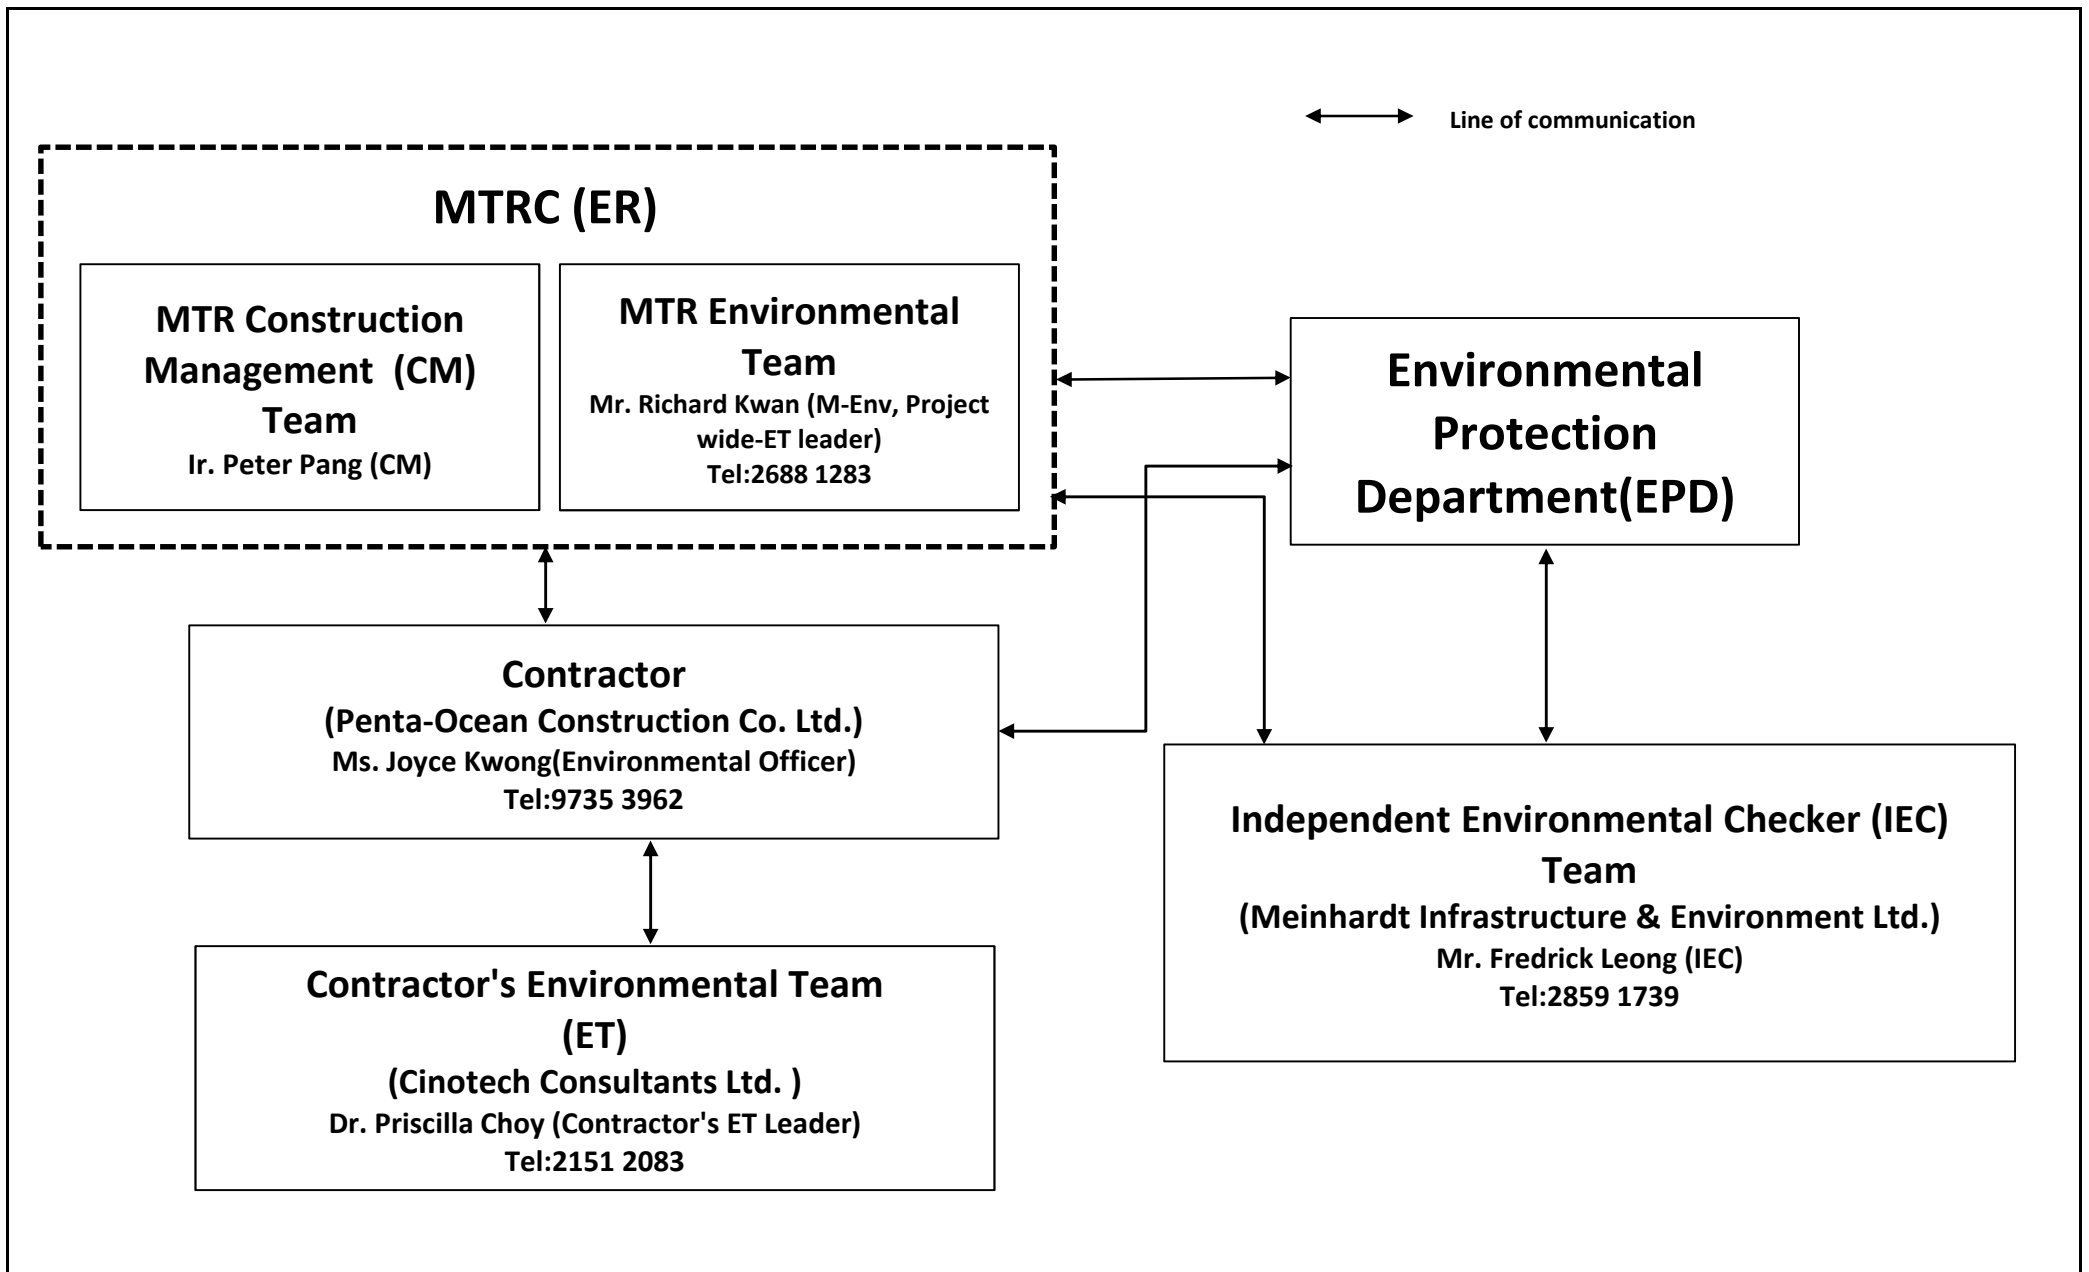 Line of communication
MTRC (ER)
MTR Construction
Management (CM)
Team
Ir. Peter Pang (CM)
MTR Environmental
Team
Mr. Richard Kwan (M-Env, Project
wide-ET leader)
Tel:2688 1283
Environmental
Protection
Department(EPD)
Contractor
(Penta-Ocean Construction Co. Ltd.)
Ms. Joyce Kwong(Environmental Officer)
Tel:9735 3962
Independent Environmental Checker (IEC)
Team
(Meinhardt Infrastructure & Environment Ltd.)
Mr. Fredrick Leong (IEC)
Tel:2859 1739
Contractor's Environmental Team
(ET)
(Cinotech Consultants Ltd. )
Dr. Priscilla Choy (Contractor's ET Leader)
Tel:2151 2083